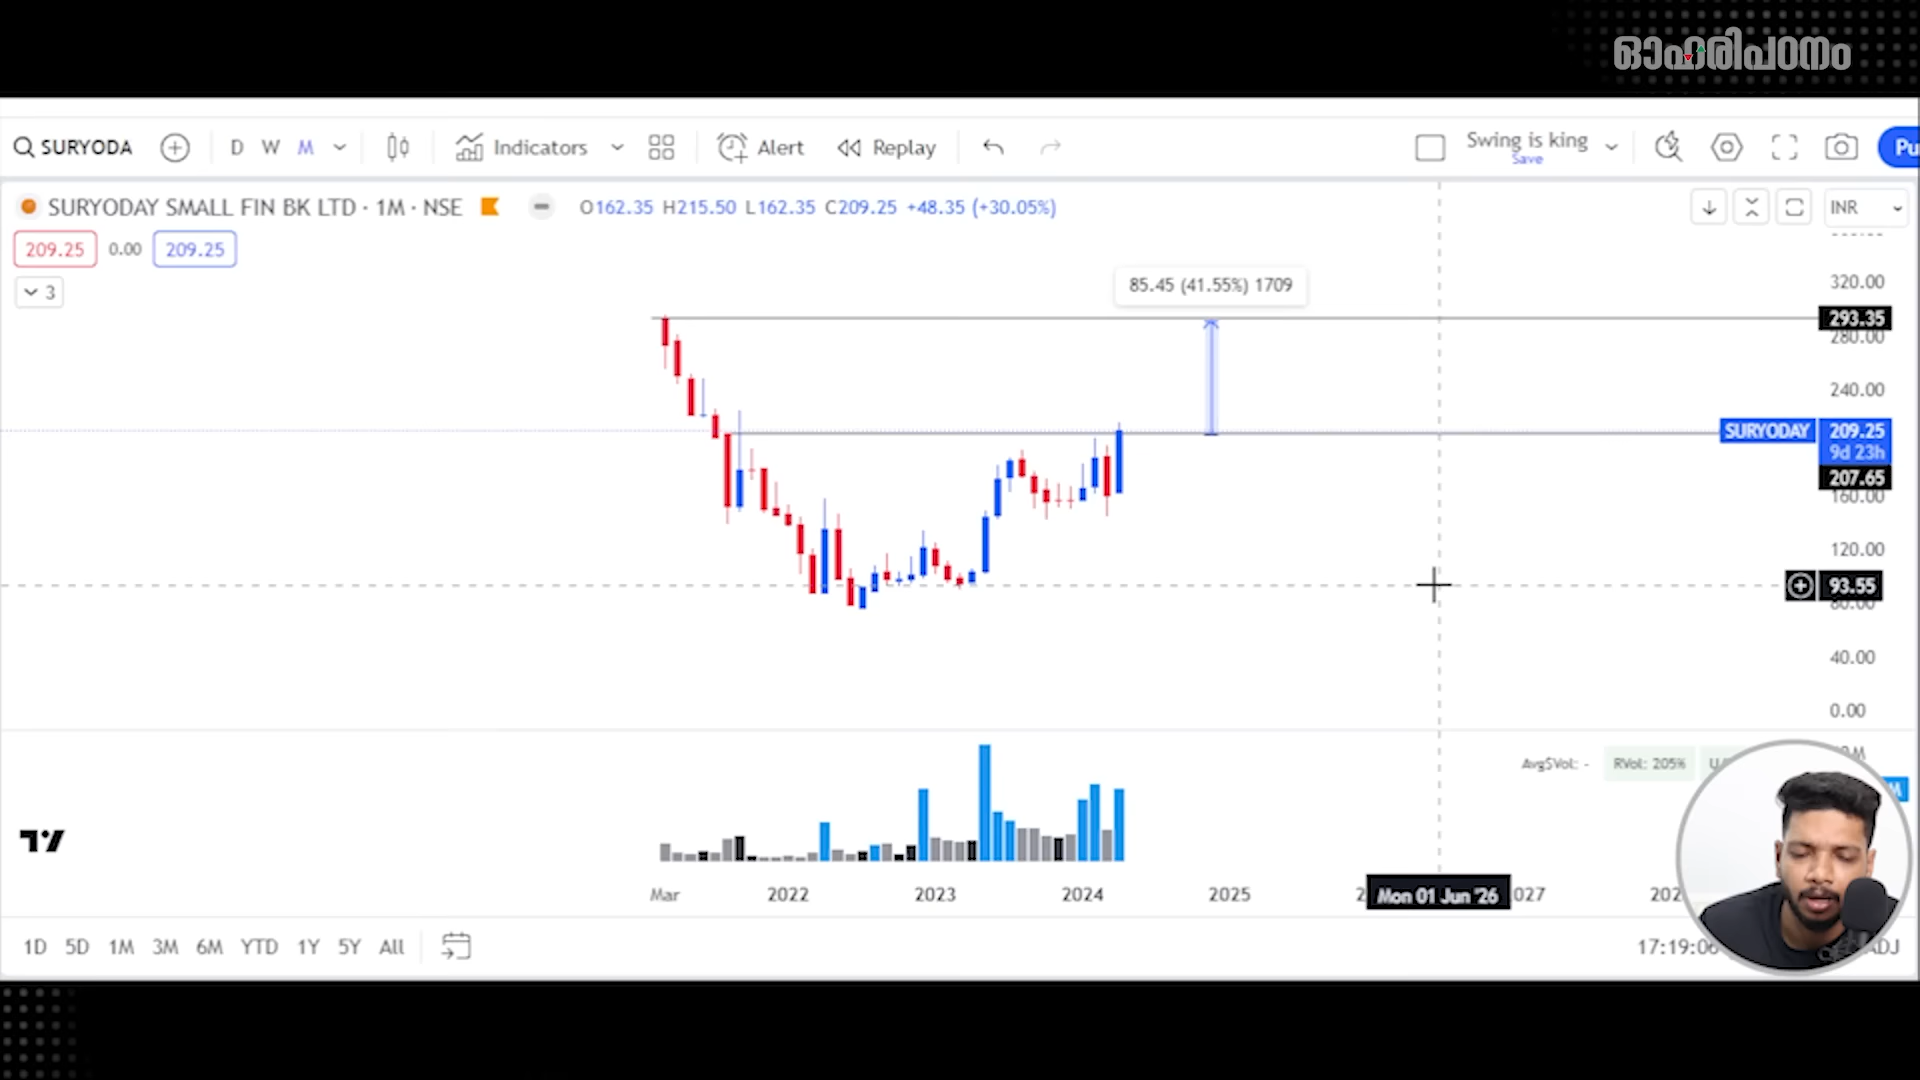 ഓഹരിപഠനം
SURYODA D W M Indicators Alert Replay Swing is king Save Pu
SURYODAY SMALL FIN BK LTD · 1M · NSE O162.35 H215.50 L162.35 C209.25 +48.35 (+30.05%) INR
209.25 0.00 209.25
3
85.45 (41.55%) 1709
320.00
293.35
280.00
240.00
SURYODAY 209.25
9d 23h
207.65
160.00
120.00
93.55
80.00
40.00
0.00
Avg$Vol: - RVol: 205%
M
M
Mar 2022 2023 2024 2025 2 Mon 01 Jun '26 027 202
1D 5D 1M 3M 6M YTD 1Y 5Y All 17:19:06 ADJ